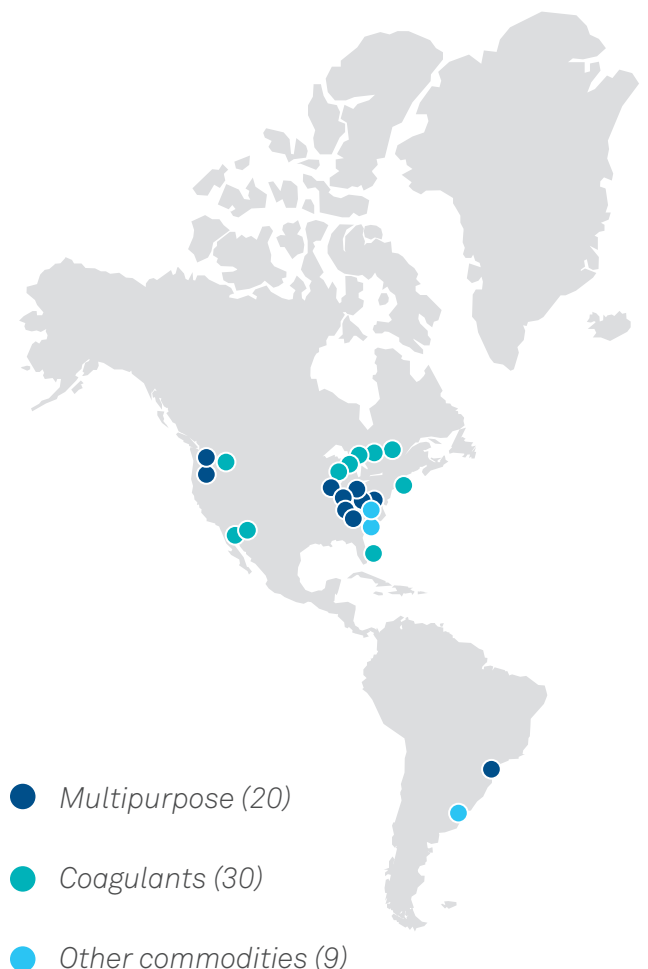 Multipurpose (20)
Coagulants (30)
Other commodities (9)